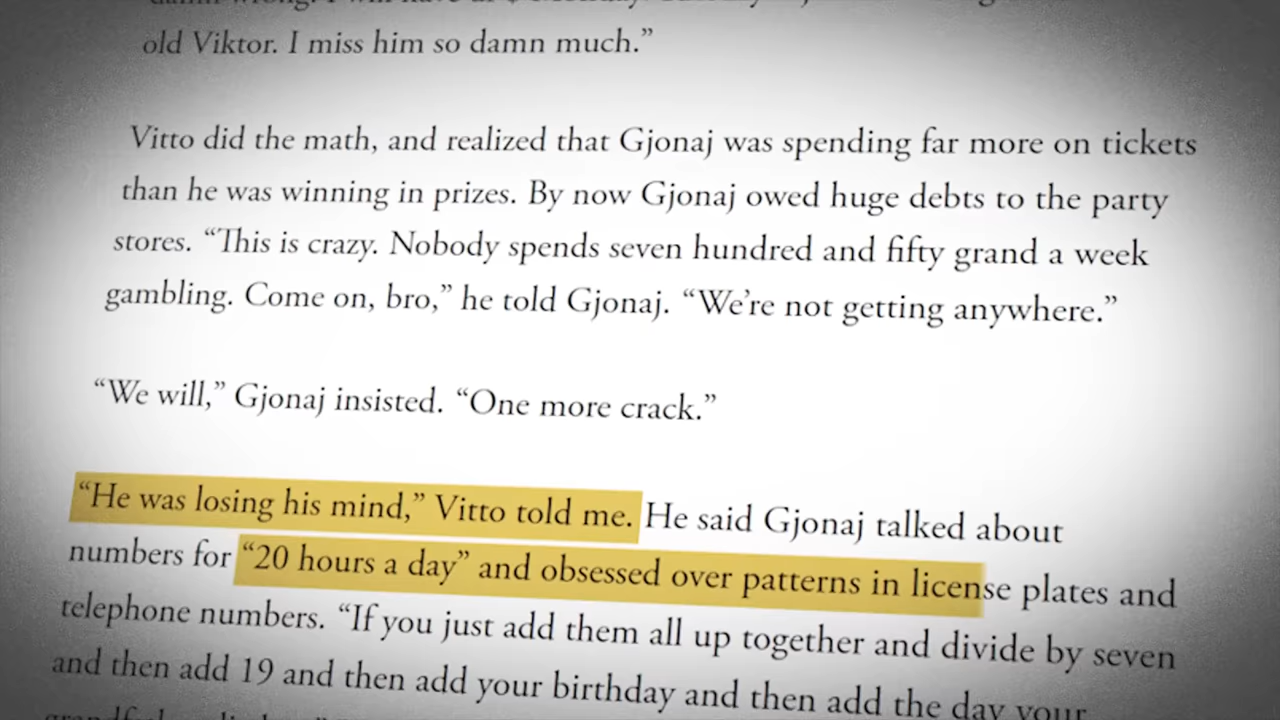 old Viktor. I miss him so damn much.”
Vitto did the math, and realized that Gjonaj was spending far more on tickets
than he was winning in prizes. By now Gjonaj owed huge debts to the party
stores. “This is crazy. Nobody spends seven hundred and fifty grand a week
gambling. Come on, bro,” he told Gjonaj. “We’re not getting anywhere.”
“We will,” Gjonaj insisted. “One more crack.”
“He was losing his mind,” Vitto told me. He said Gjonaj talked about
numbers for “20 hours a day” and obsessed over patterns in license plates and
telephone numbers. “If you just add them all up together and divide by seven
and then add 19 and then add your birthday and then add the day your